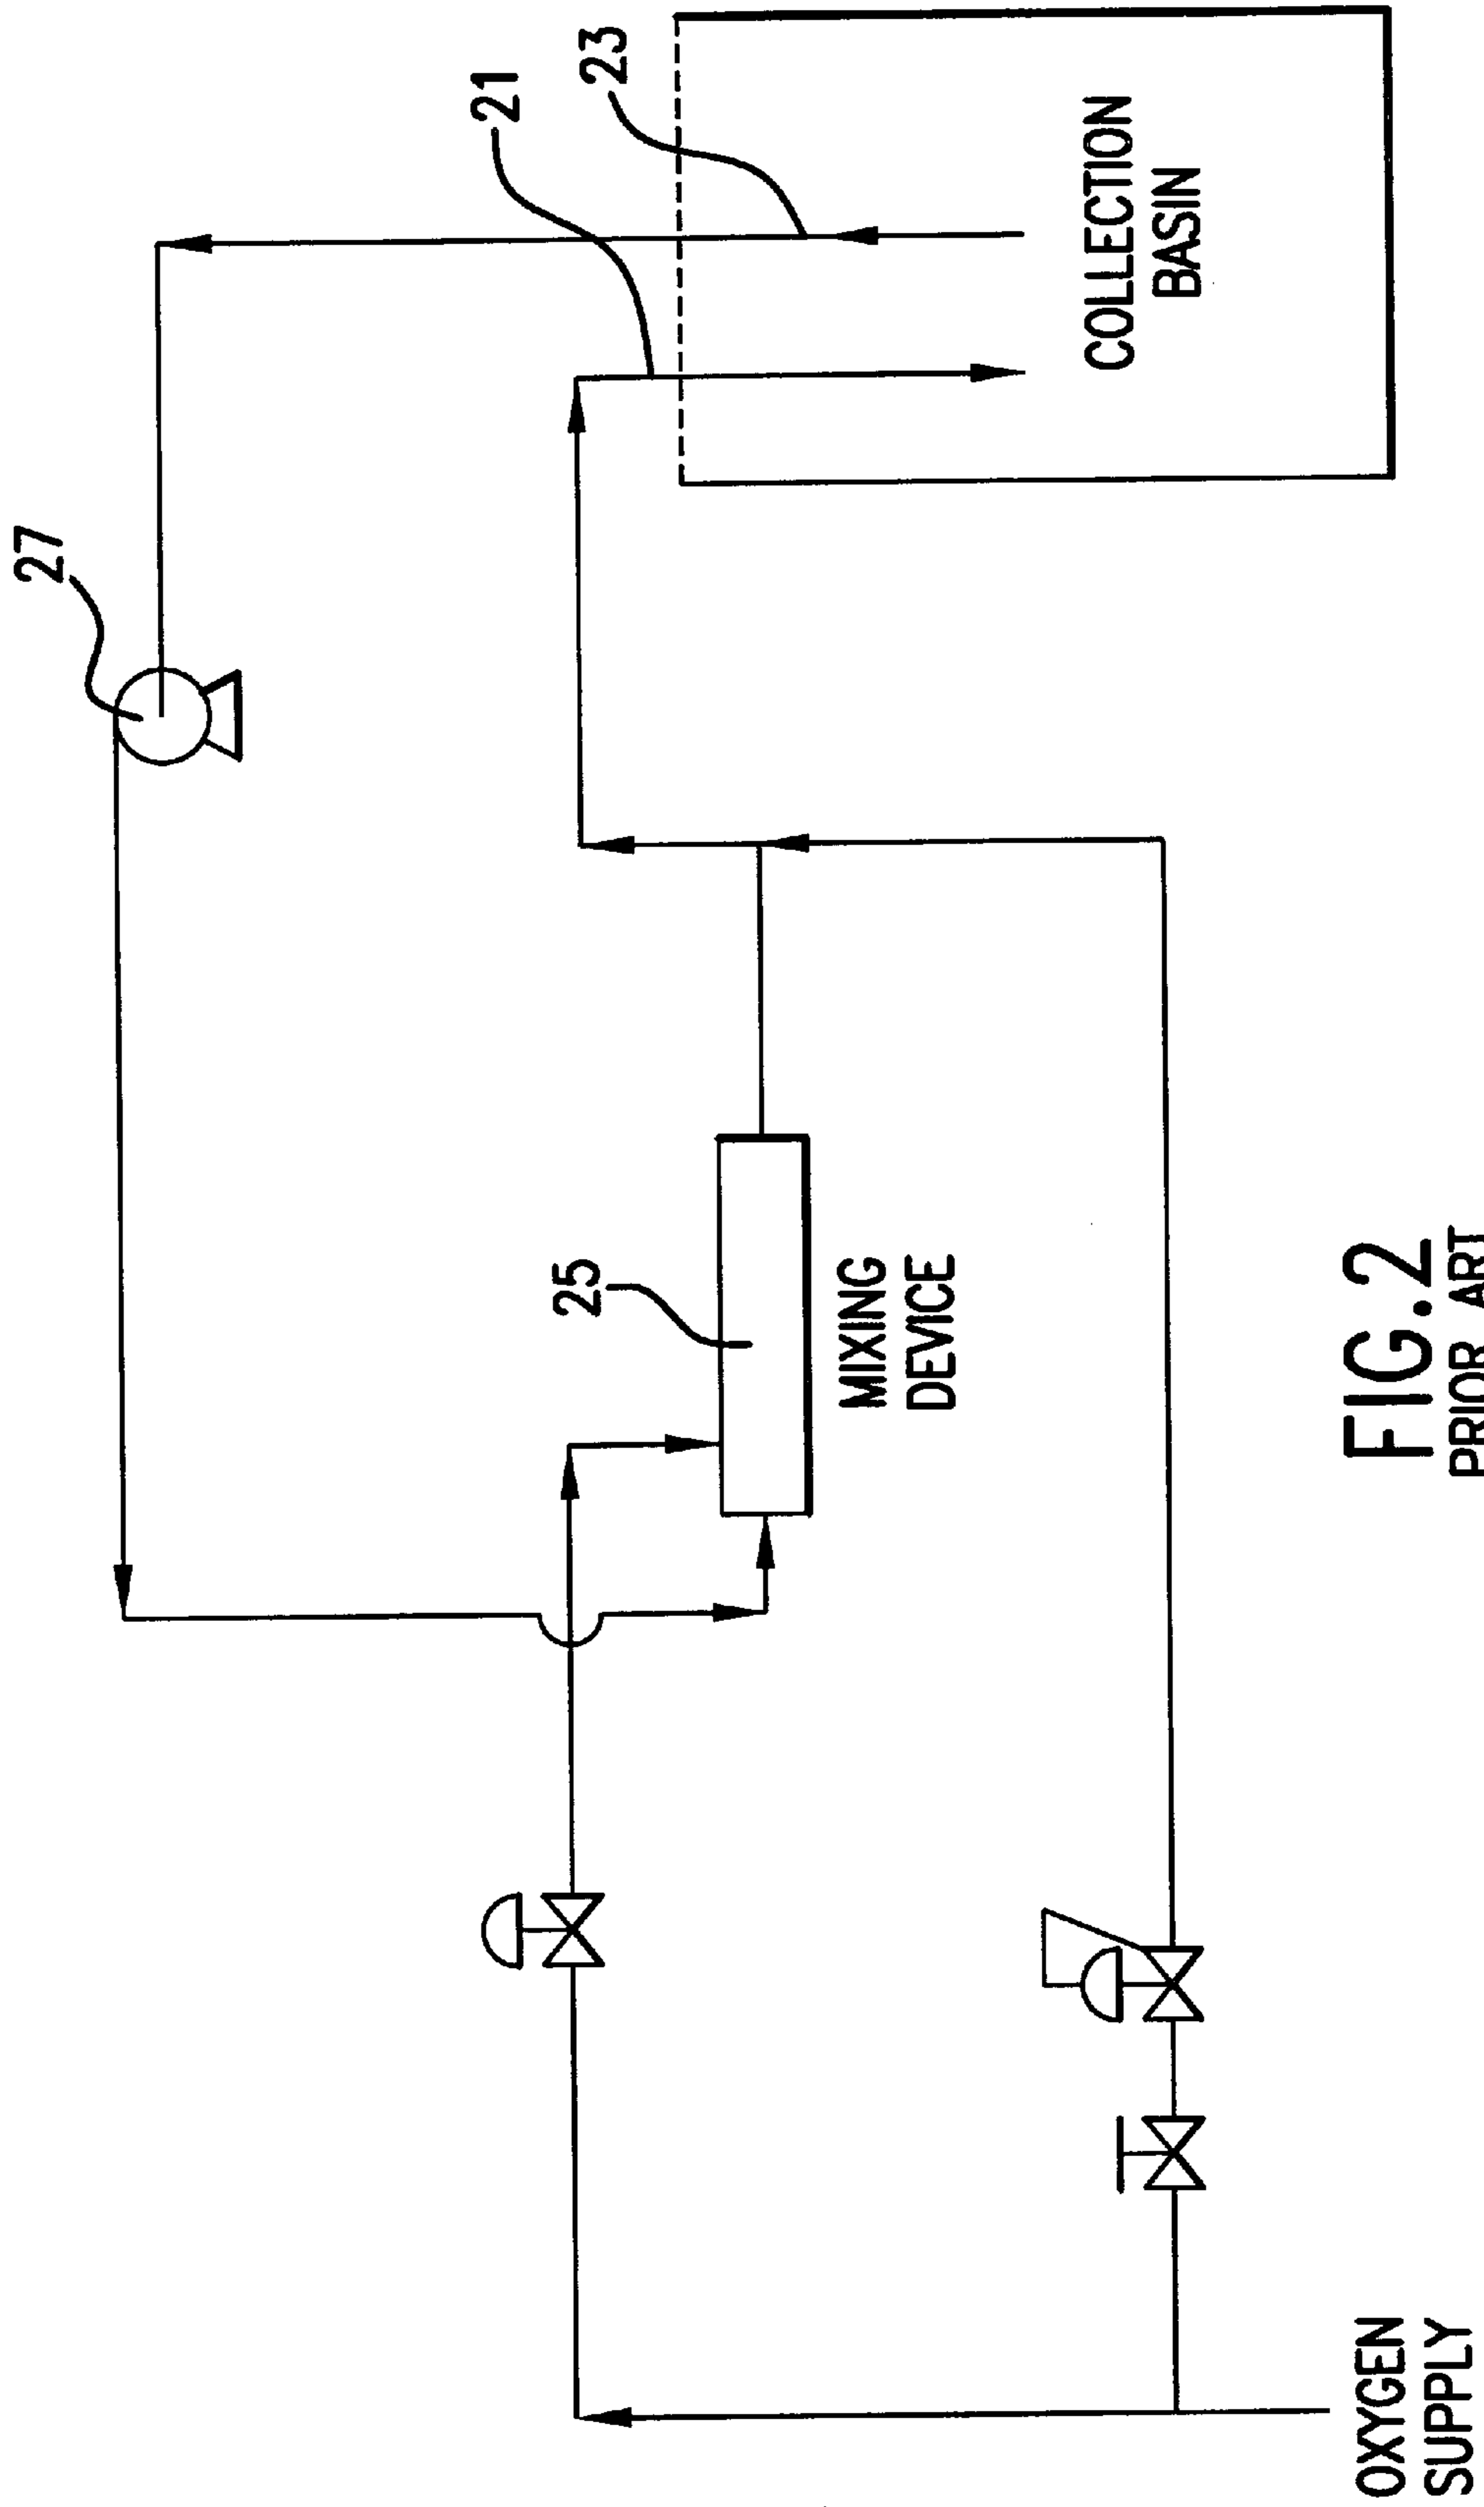 27
21
23
25
MIXING
DEVICE
COLLECTION
BASIN
OXYGEN
SUPPLY
FIG. 2
PRIOR ART